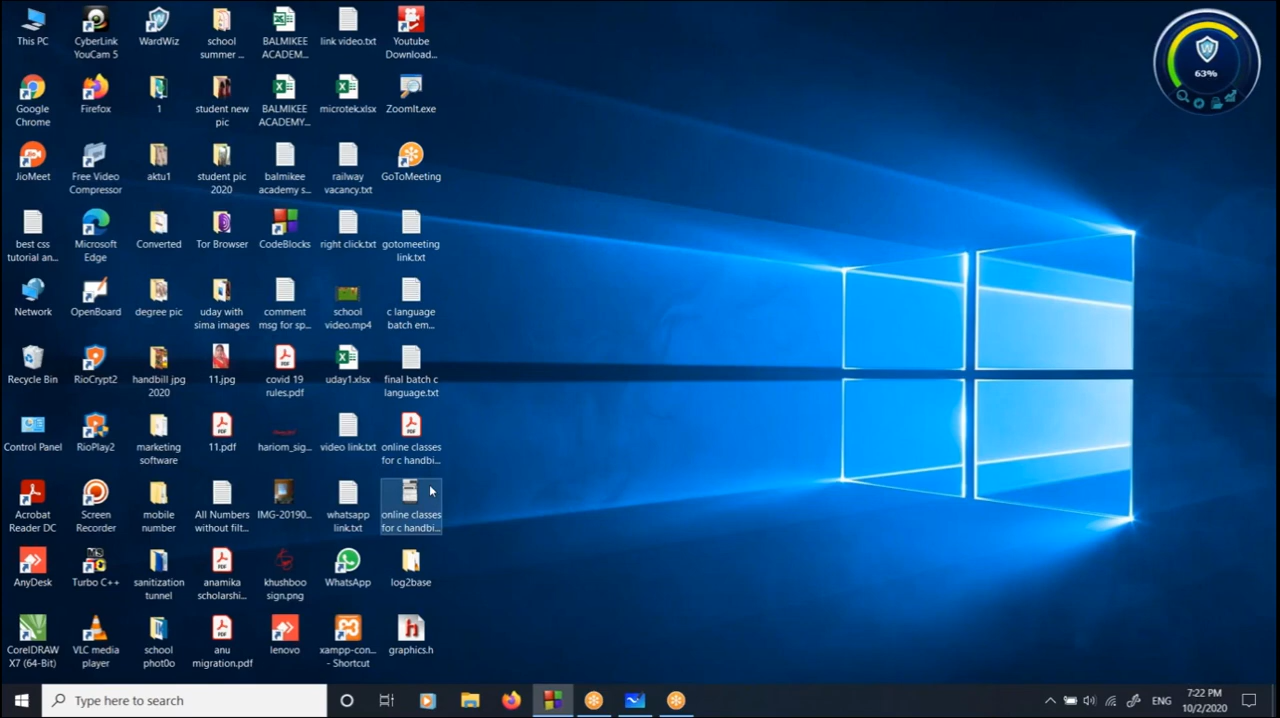 This PC
CyberLink
YouCam 5
WardWiz
school
summer ...
BALMIKEE
ACADEM...
link video.txt
Youtube
Download...
63%
Google
Chrome
Firefox
1
student new
pic
BALMIKEE
ACADEMY...
microtek.xlsx
ZoomIt.exe
JioMeet
Free Video
Compressor
aktu1
student pic
2020
balmikee
academy s...
railway
vacancy.txt
GoToMeeting
best css
tutorial an...
Microsoft
Edge
Converted
Tor Browser
CodeBlocks
right click.txt
gotomeeting
link.txt
Network
OpenBoard
degree pic
uday with
sima images
comment
msg for sp...
school
video.mp4
c language
batch em...
Recycle Bin
RioCrypt2
handbill jpg
2020
11.jpg
covid 19
rules.pdf
uday1.xlsx
final batch c
language.txt
Control Panel
RioPlay2
marketing
software
11.pdf
hariom_sig...
video link.txt
online classes
for c handbi...
Acrobat
Reader DC
Screen
Recorder
mobile
number
All Numbers
without filt...
IMG-20190...
whatsapp
link.txt
online classes
for c handbi...
AnyDesk
Turbo C++
sanitization
tunnel
anamika
scholarshi...
khushboo
sign.png
WhatsApp
log2base
CorelDRAW
X7 (64-Bit)
VLC media
player
school
phot0o
anu
migration.pdf
lenovo
xampp-con...
- Shortcut
graphics.h
Type here to search
ENG
7:22 PM
10/2/2020